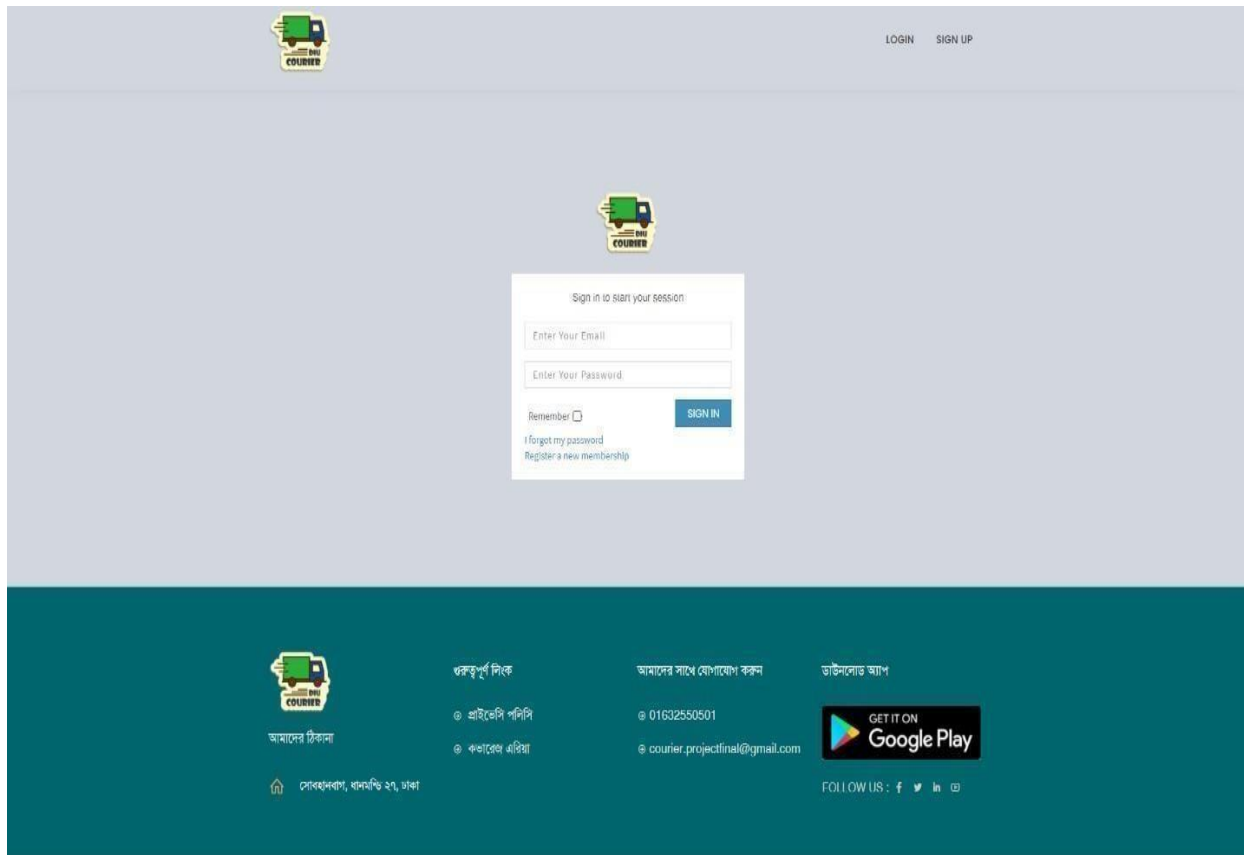 DIU
COURIER
LOGIN SIGN UP
DIU
COURIER
Sign in to start your session
Enter Your Email
Enter Your Password
Remember
SIGN IN
I forgot my password
Register a new membership
DIU
COURIER
আমাদের ঠিকানা
সোবহানবাগ, ধানমন্ডি ২৭, ঢাকা
গুরুত্বপূর্ণ লিংক
প্রাইভেসি পলিসি
কভারেজ এরিয়া
আমাদের সাথে যোগাযোগ করুন
01632550501
courier.projectfinal@gmail.com
ডাউনলোড অ্যাপ
GET IT ON
Google Play
FOLLOW US :